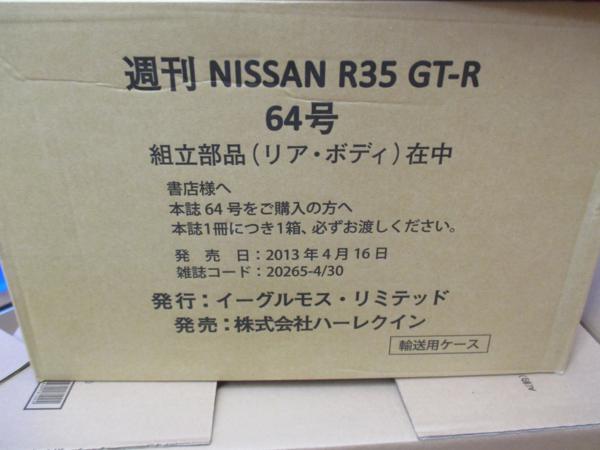 週刊 NISSAN R35 GT-R
64号
組立部品(リア・ボディ)在中
書店様へ
本誌64号をご購入の方へ
本誌1冊につき1箱、必ずお渡しください。
発 売 日：2013年4月16日
雑誌コード：20265-4/30
発行：イーグルモス・リミテッド
発売：株式会社ハーレクイン
輸送用ケース